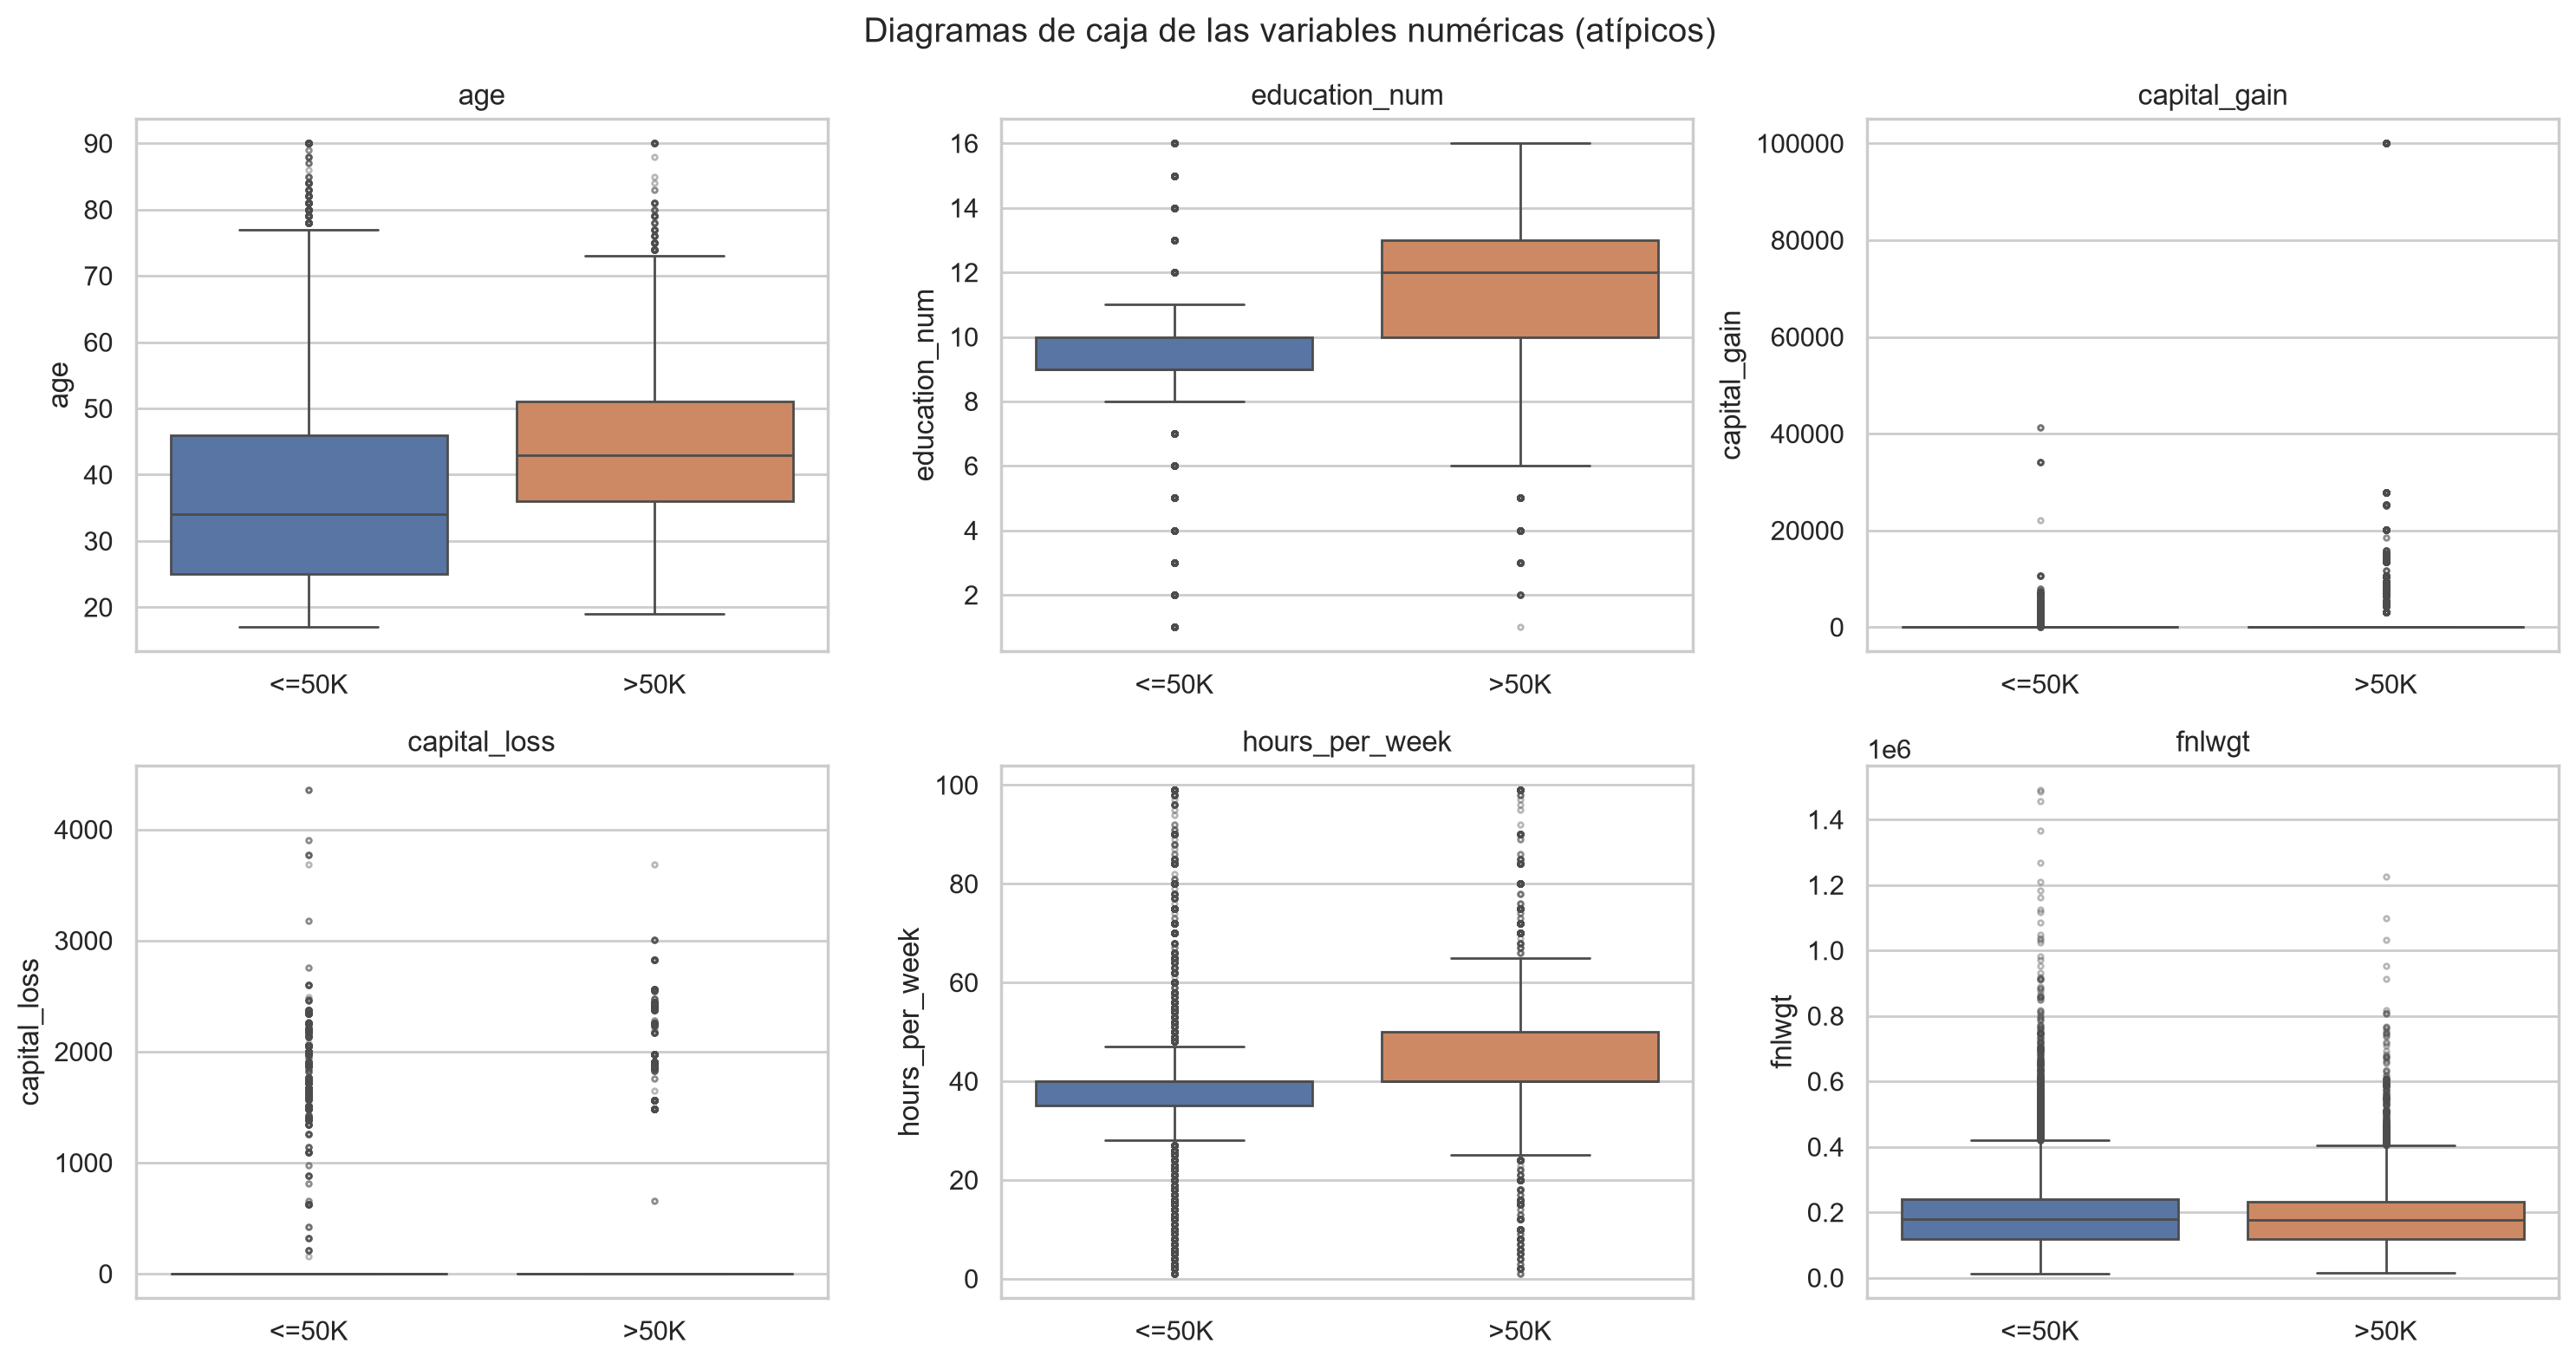 Diagramas de caja de las variables numéricas (atípicos)
age
90
80
70
60
50
40
30
20
age
<=50K
>50K
education_num
16
14
12
10
8
6
4
2
education_num
<=50K
>50K
capital_gain
100000
80000
60000
40000
20000
0
capital_gain
<=50K
>50K
capital_loss
4000
3000
2000
1000
0
capital_loss
<=50K
>50K
hours_per_week
100
80
60
40
20
0
hours_per_week
<=50K
>50K
fnlwgt
1e6
1.4
1.2
1.0
0.8
0.6
0.4
0.2
0.0
fnlwgt
<=50K
>50K